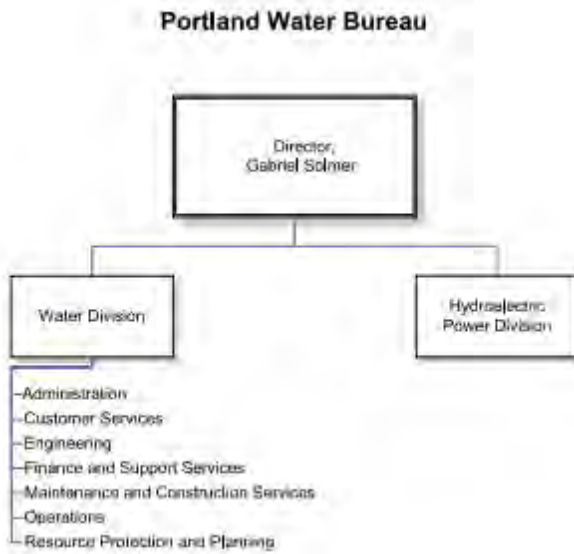 Portland Water Bureau
Director,
Gabriel Solmer
Water Division
Hydroelectric
Power Division
Administration
Customer Services
Engineering
Finance and Support Services
Maintenance and Construction Services
Operations
Resource Protection and Planning